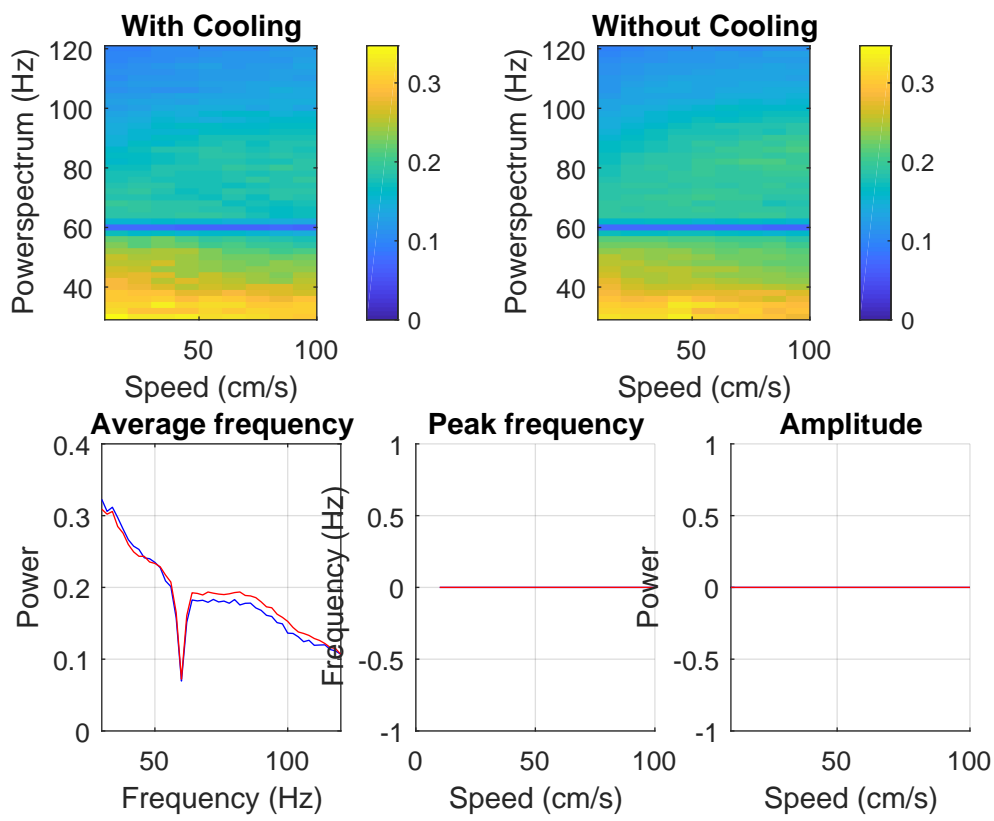 With Cooling
Powerspectrum (Hz)
120
100
80
60
40
50
100
Speed (cm/s)
0.3
0.2
0.1
0
Without Cooling
Powerspectrum (Hz)
120
100
80
60
40
50
100
Speed (cm/s)
0.3
0.2
0.1
0
Average frequency
Power
0.4
0.3
0.2
0.1
0
50
100
Frequency (Hz)
Peak frequency
Frequency (Hz)
1
0.5
0
-0.5
-1
0
50
100
Speed (cm/s)
Amplitude
Power
1
0.5
0
-0.5
-1
50
100
Speed (cm/s)